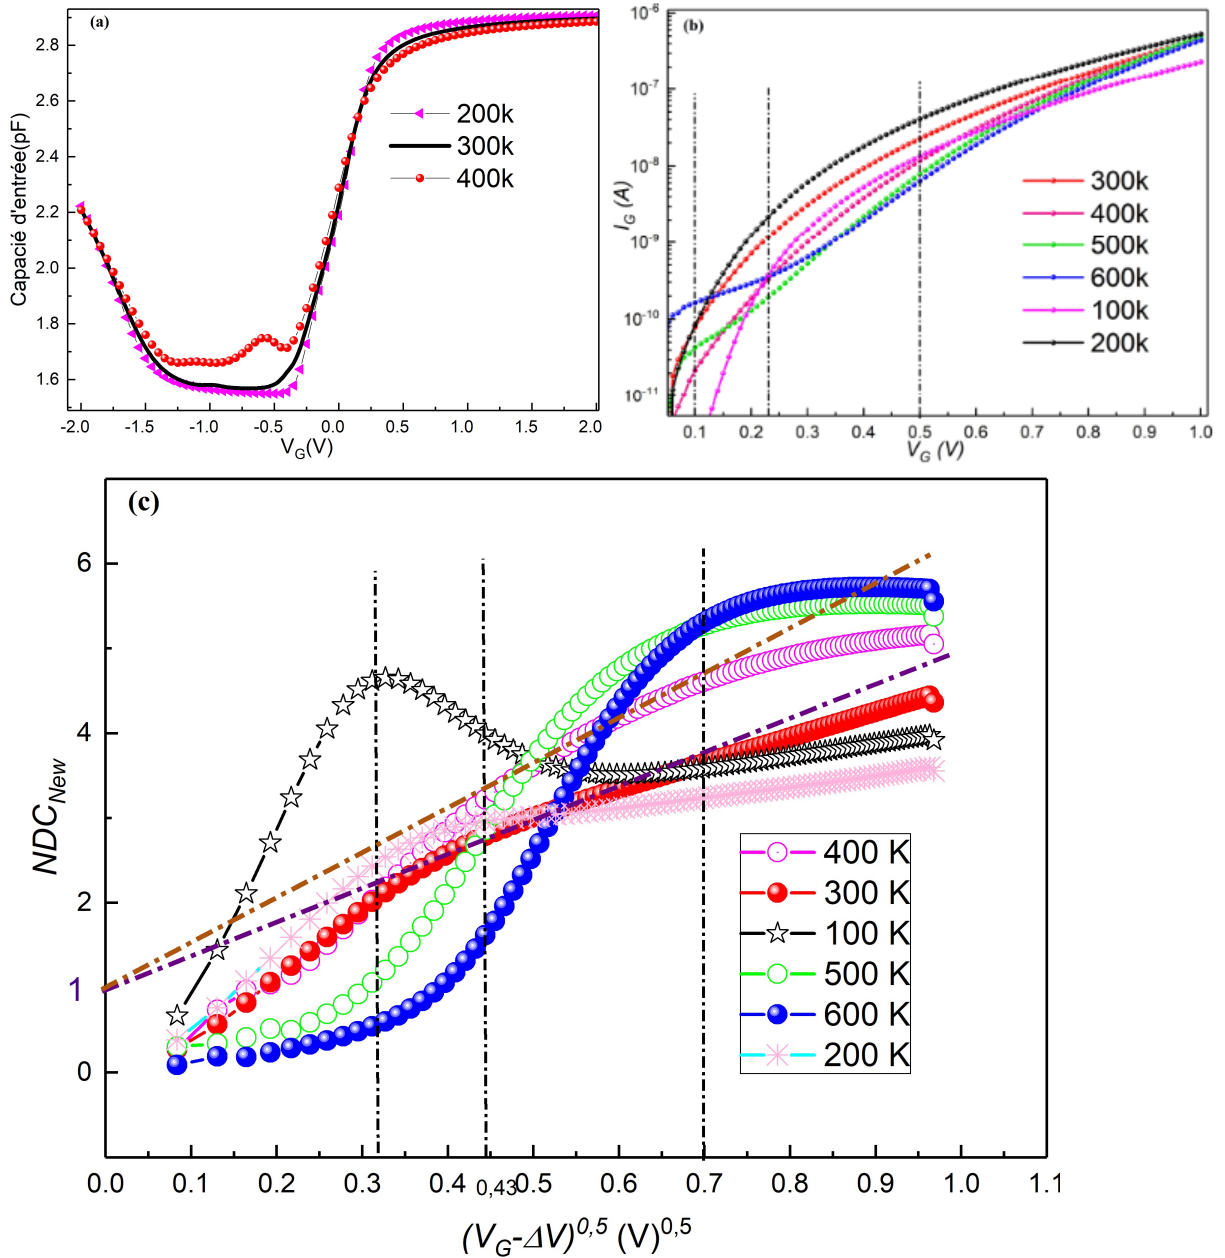 (a)
Capacié d'entrée(pF)
2.8
2.6
2.4
2.2
2.0
1.8
1.6
200k
300k
400k
-2.0 -1.5 -1.0 -0.5 0.0 0.5 1.0 1.5 2.0
V_G(V)
(b)
I_G (A)
10^-6
10^-7
10^-8
10^-9
10^-10
10^-11
300k
400k
500k
600k
100k
200k
0.1 0.2 0.3 0.4 0.5 0.6 0.7 0.8 0.9 1.0
V_G (V)
(c)
NDC_New
6
4
2
1
0
400 K
300 K
100 K
500 K
600 K
200 K
0.0 0.1 0.2 0.3 0.4 0,43 0.5 0.6 0.7 0.8 0.9 1.0 1.1
(V_G-ΔV)^0,5 (V)^0,5